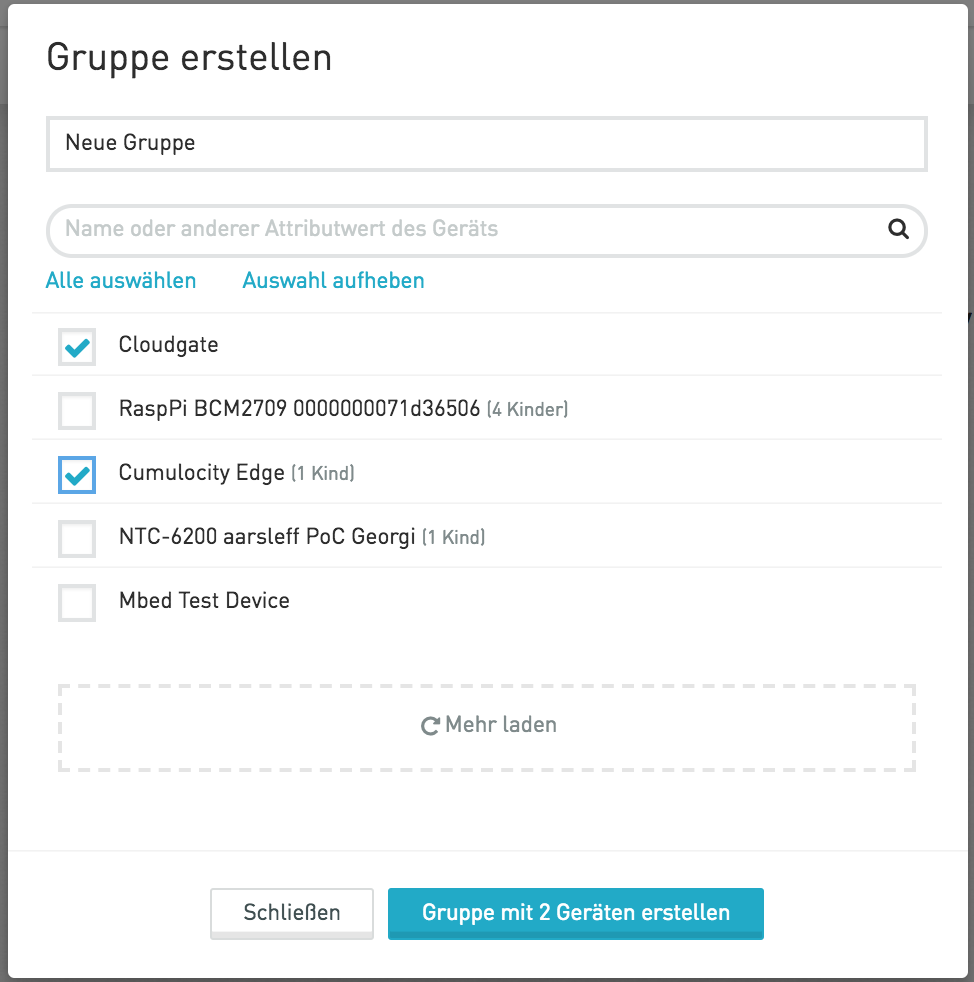 Gruppe erstellen
Neue Gruppe
Name oder anderer Attributwert des Geräts
Alle auswählen Auswahl aufheben
Cloudgate
RaspPi BCM2709 0000000071d36506 (4 Kinder)
Cumulocity Edge (1 Kind)
NTC-6200 aarsleff PoC Georgi (1 Kind)
Mbed Test Device
Mehr laden
Schließen Gruppe mit 2 Geräten erstellen